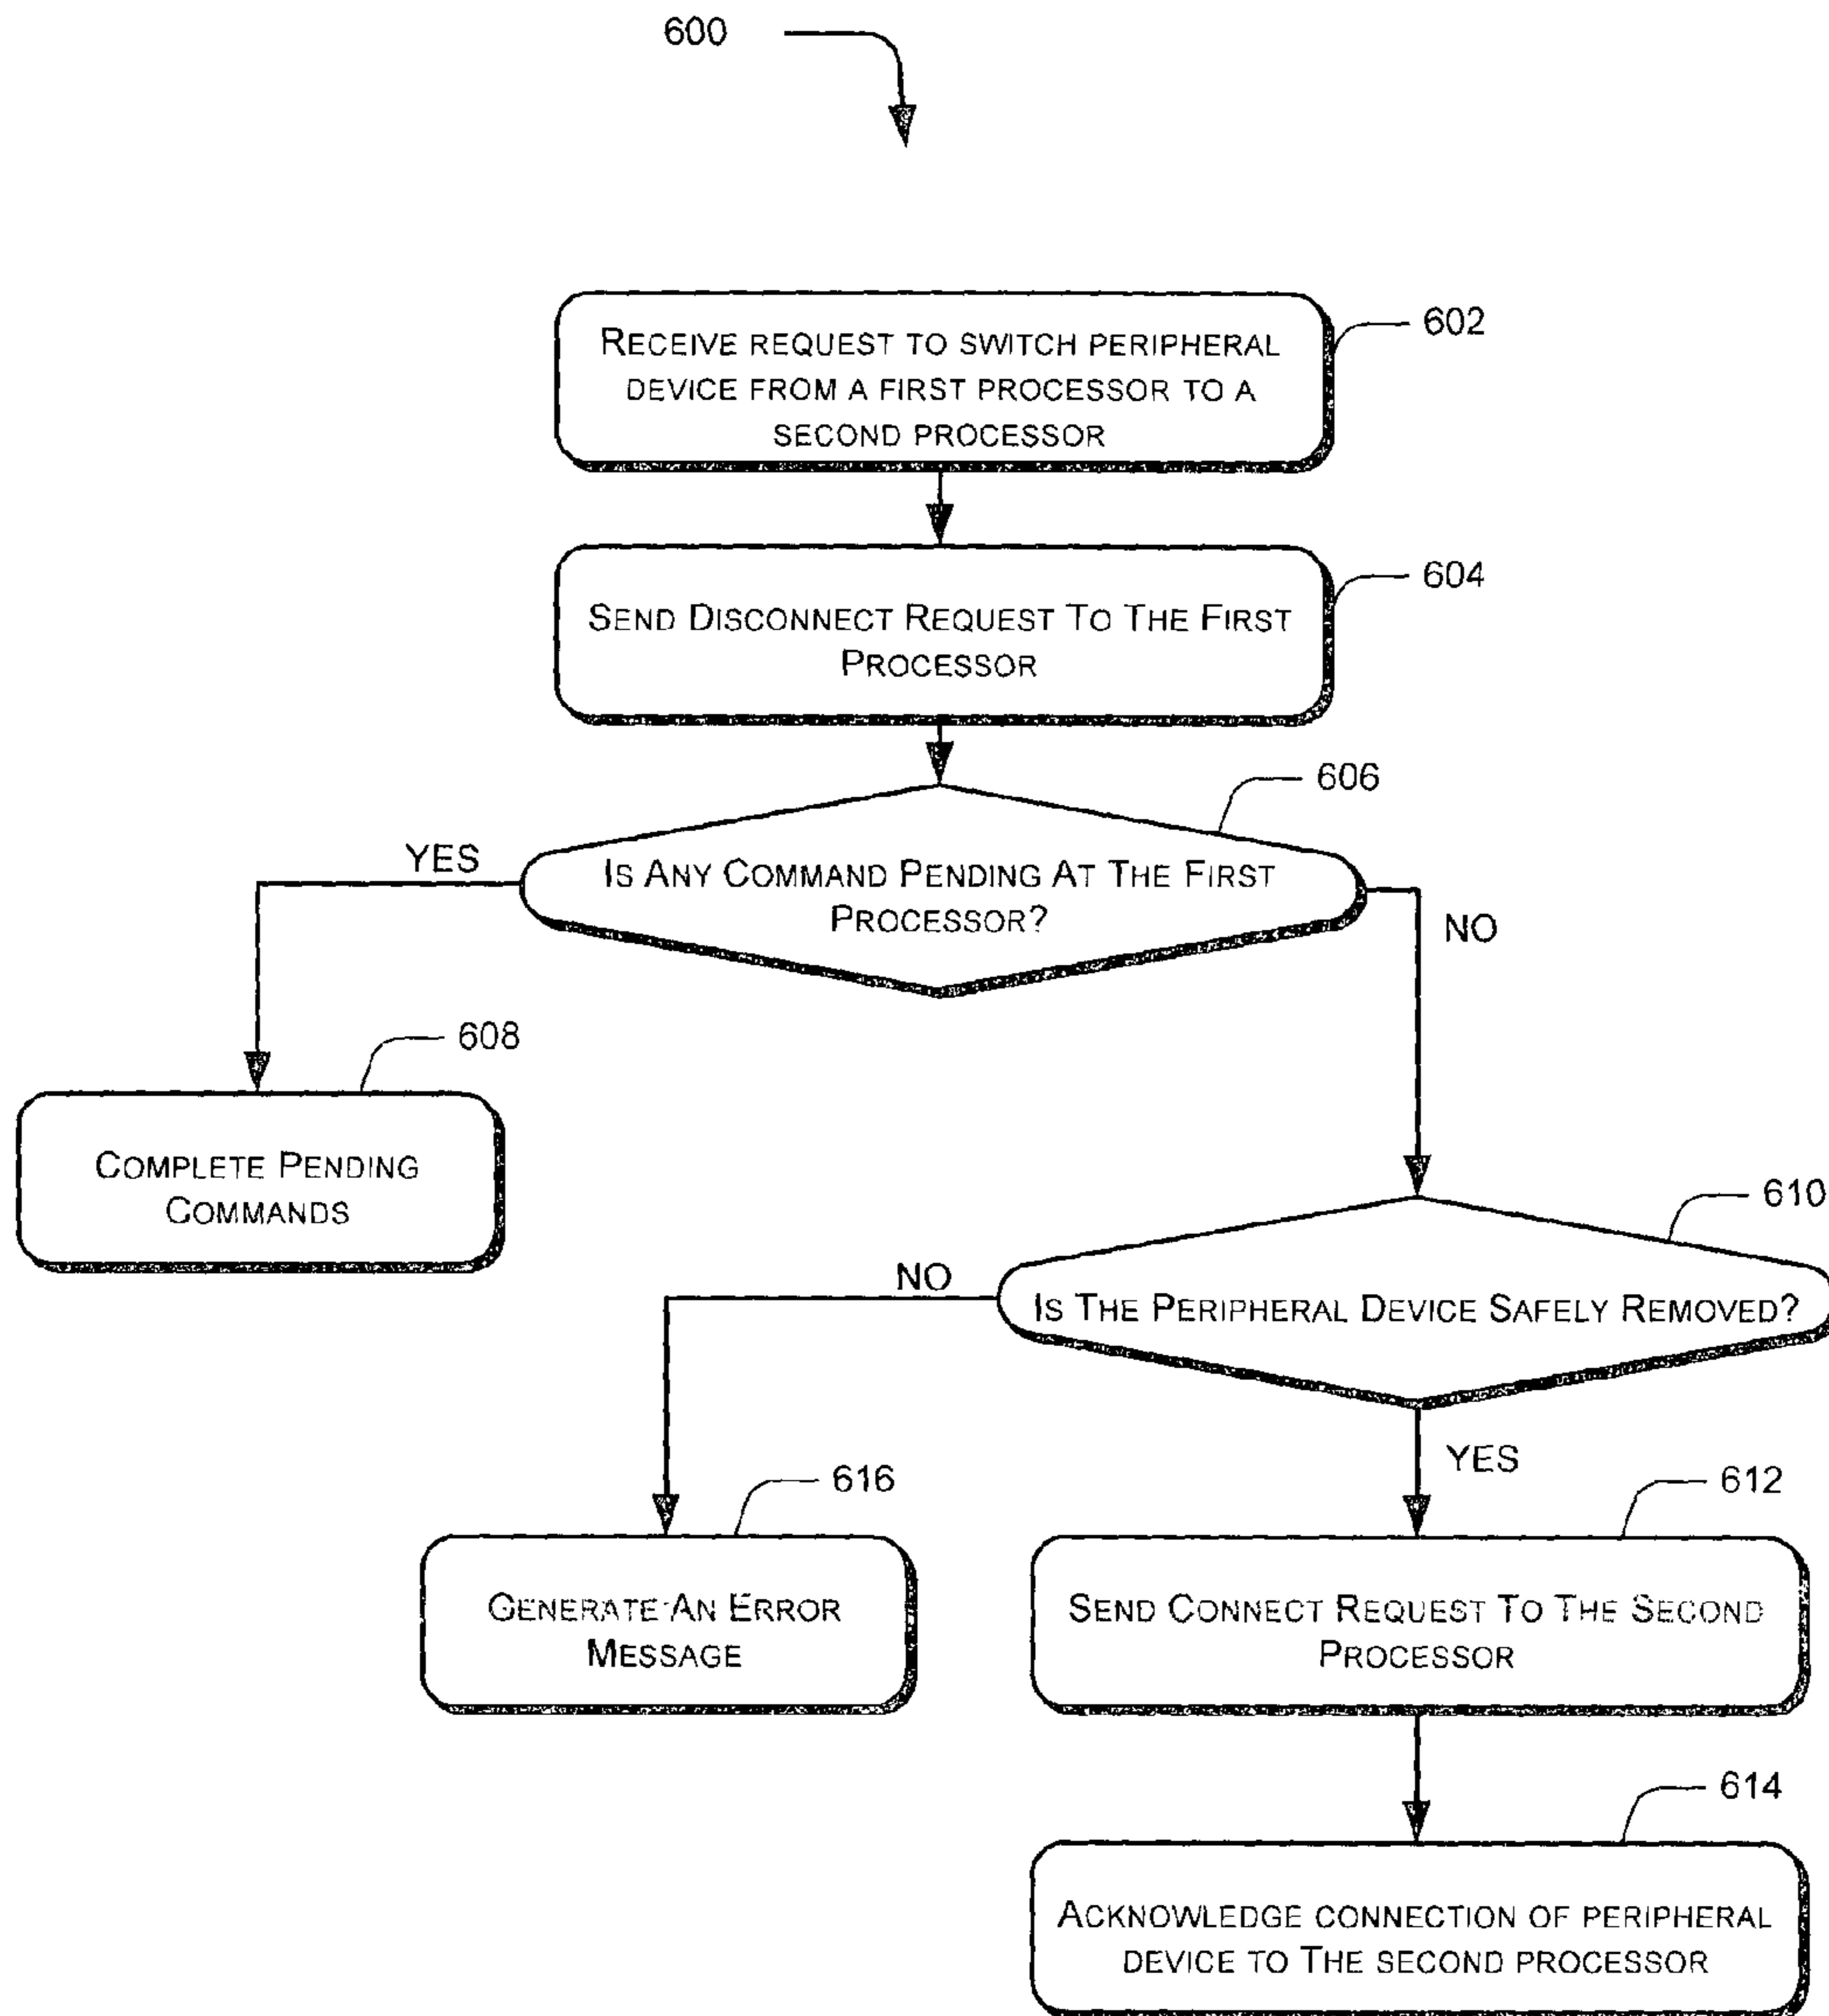 600
RECEIVE REQUEST TO SWITCH PERIPHERAL
DEVICE FROM A FIRST PROCESSOR TO A
SECOND PROCESSOR
602
SEND DISCONNECT REQUEST TO THE FIRST
PROCESSOR
604
606
IS ANY COMMAND PENDING AT THE FIRST
PROCESSOR?
YES
NO
608
COMPLETE PENDING
COMMANDS
610
IS THE PERIPHERAL DEVICE SAFELY REMOVED?
NO
YES
616
GENERATE AN ERROR
MESSAGE
612
SEND CONNECT REQUEST TO THE SECOND
PROCESSOR
614
ACKNOWLEDGE CONNECTION OF PERIPHERAL
DEVICE TO THE SECOND PROCESSOR